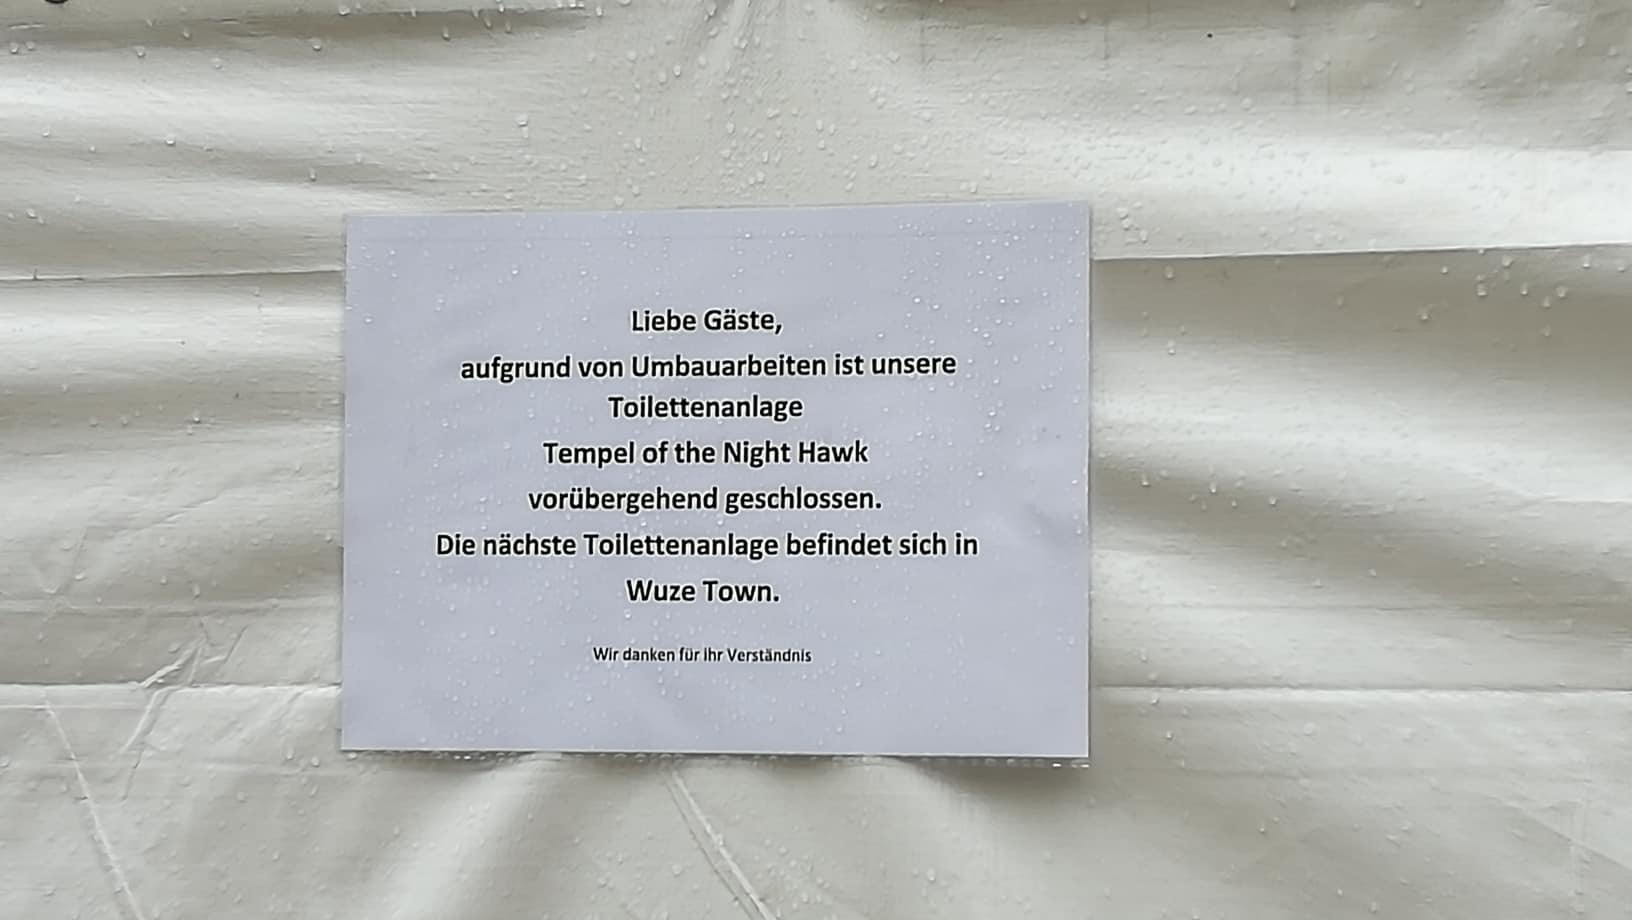 Liebe Gäste,
aufgrund von Umbauarbeiten ist unsere
Toilettenanlage
Tempel of the Night Hawk
vorübergehend geschlossen.
Die nächste Toilettenanlage befindet sich in
Wuze Town.
Wir danken für ihr Verständnis